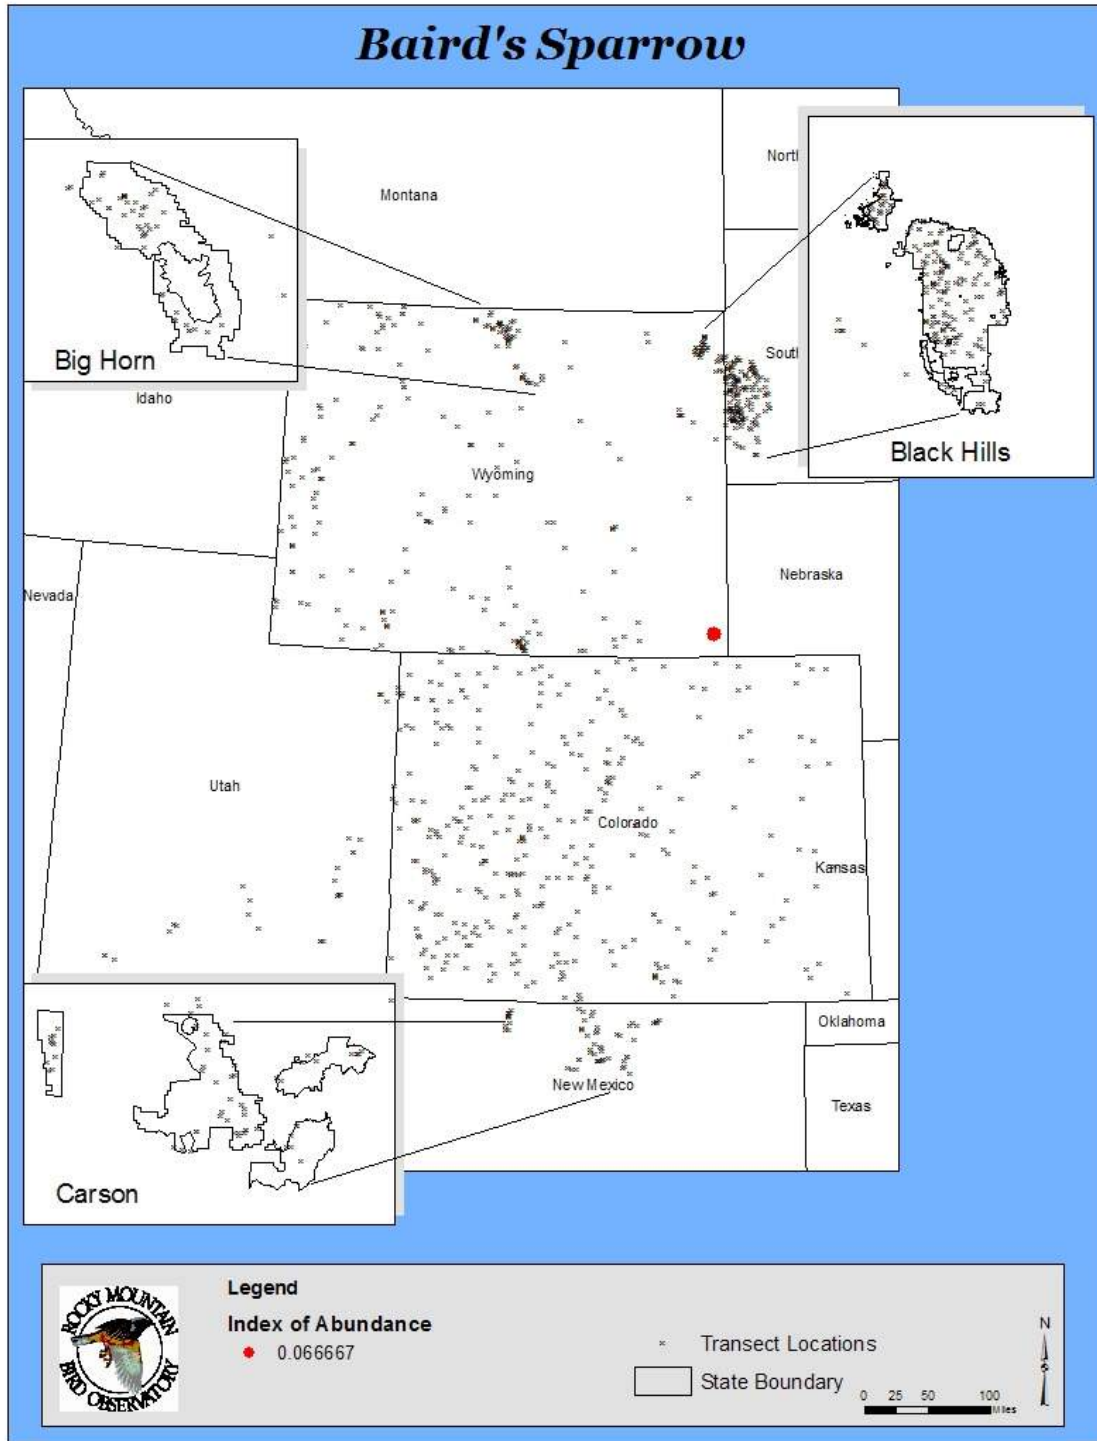 Baird's Sparrow
Montana
North
Big Horn
Idaho
South
Black Hills
Wyoming
Nevada
Nebraska
Utah
Colorado
Kansas
Oklahoma
New Mexico
Texas
Carson
Legend
Index of Abundance
0.066667
Transect Locations
State Boundary
N
0 25 50 100
Miles
ROCKY MOUNTAIN
BIRD OBSERVATORY